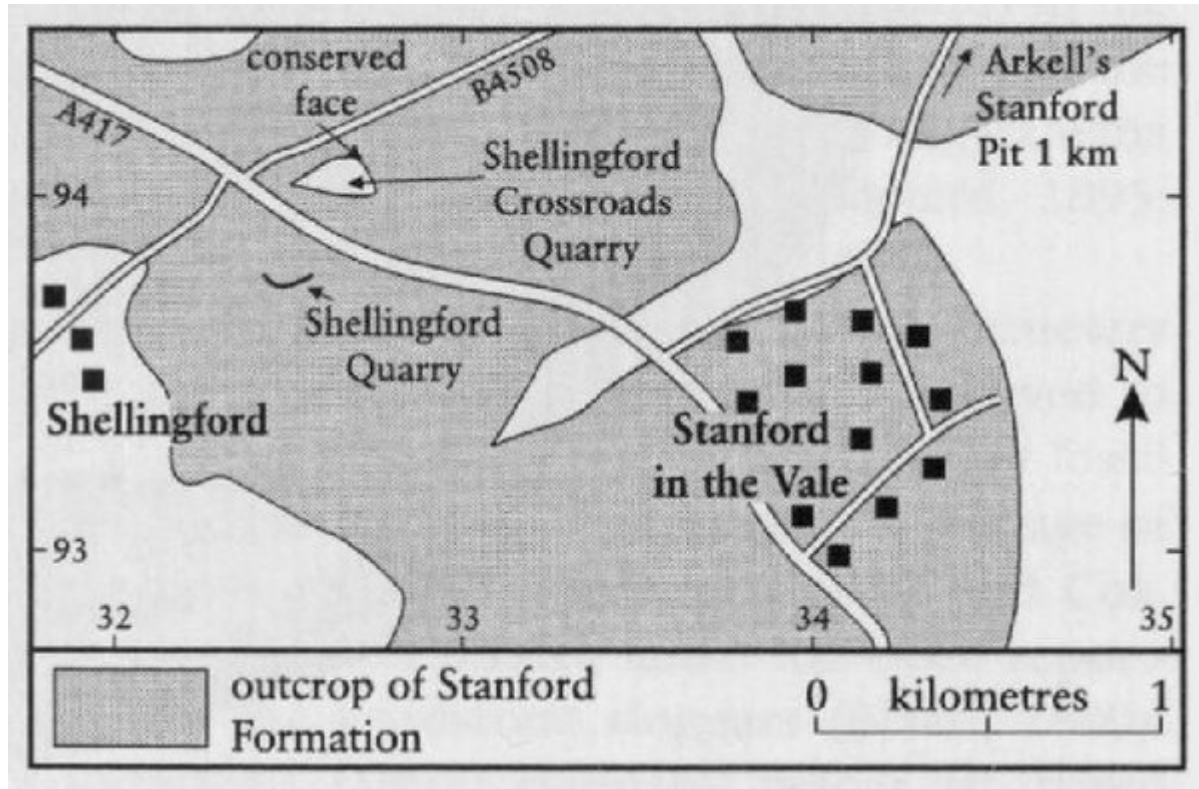 conserved
face
B4508
A417
Arkell's
Stanford
Pit 1 km
Shellingford
Crossroads
Quarry
94
Shellingford
Quarry
Shellingford
Stanford
in the Vale
N
93
32
33
34
35
outcrop of Stanford
Formation
0 kilometres 1